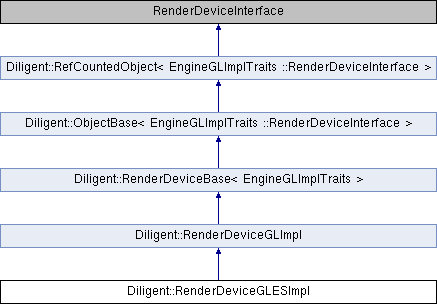 RenderDeviceInterface
Diligent::RefCountedObject< EngineGLImplTraits ::RenderDeviceInterface >
Diligent::ObjectBase< EngineGLImplTraits ::RenderDeviceInterface >
Diligent::RenderDeviceBase< EngineGLImplTraits >
Diligent::RenderDeviceGLImpl
Diligent::RenderDeviceGLESImpl